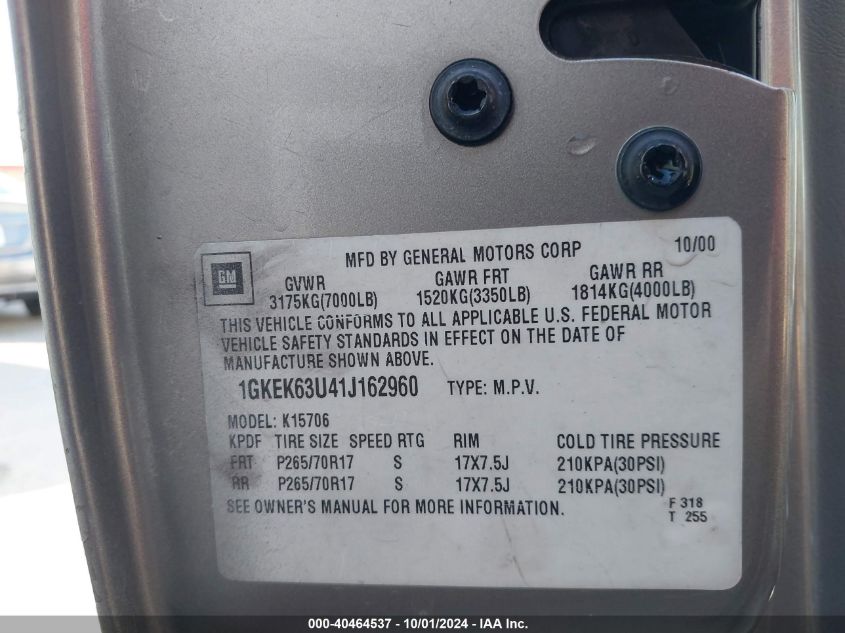 MFD BY GENERAL MOTORS CORP 10/00
GM
GVWR GAWR FRT GAWR RR
3175KG(7000LB) 1520KG(3350LB) 1814KG(4000LB)
THIS VEHICLE CONFORMS TO ALL APPLICABLE U.S. FEDERAL MOTOR
VEHICLE SAFETY STANDARDS IN EFFECT ON THE DATE OF
MANUFACTURE SHOWN ABOVE.
1GKEK63U41J162960 TYPE: M.P.V.
MODEL: K15706
KPDF TIRE SIZE SPEED RTG RIM COLD TIRE PRESSURE
FRT P265/70R17 S 17X7.5J 210KPA(30PSI)
RR P265/70R17 S 17X7.5J 210KPA(30PSI)
SEE OWNER'S MANUAL FOR MORE INFORMATION.
F 318
T 255
000-40464537 - 10/01/2024 - IAA Inc.